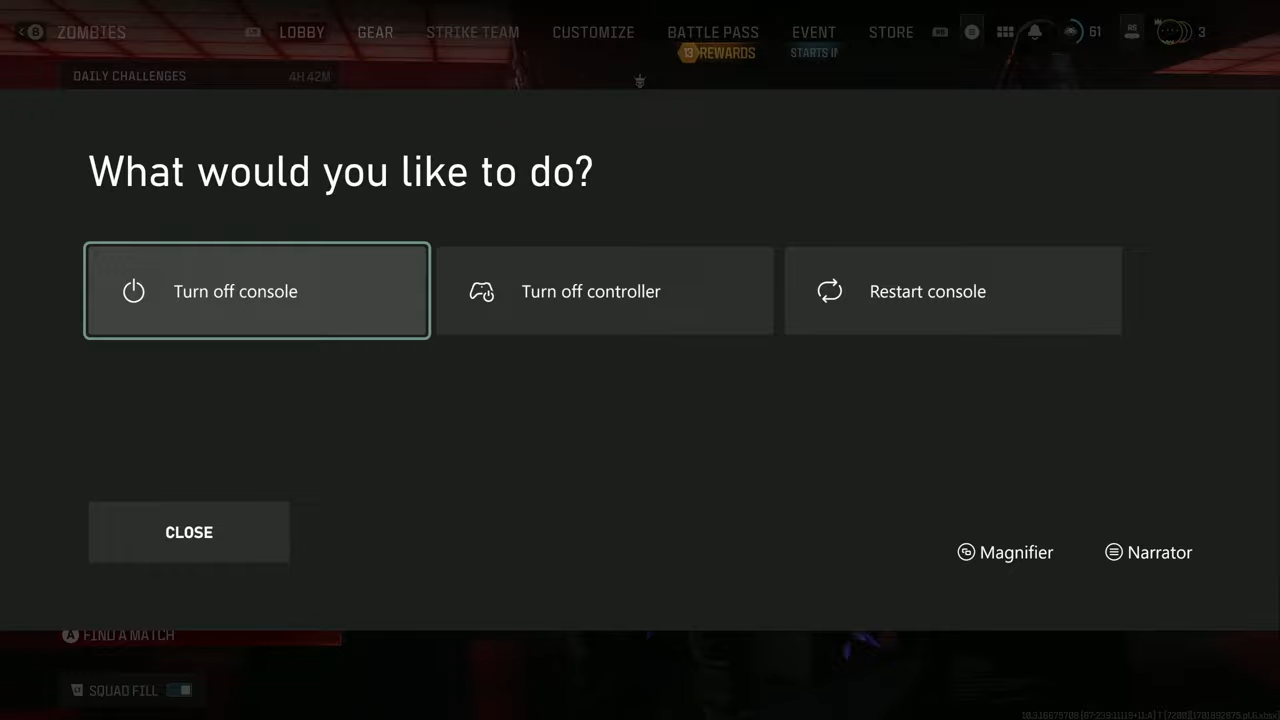 B ZOMBIES LOBBY GEAR STRIKE TEAM CUSTOMIZE BATTLE PASS EVENT STORE 61 3
13 REWARDS STARTS IN
DAILY CHALLENGES 4H 42M
What would you like to do?
Turn off console Turn off controller Restart console
CLOSE
Magnifier Narrator
A FIND A MATCH
SQUAD FILL